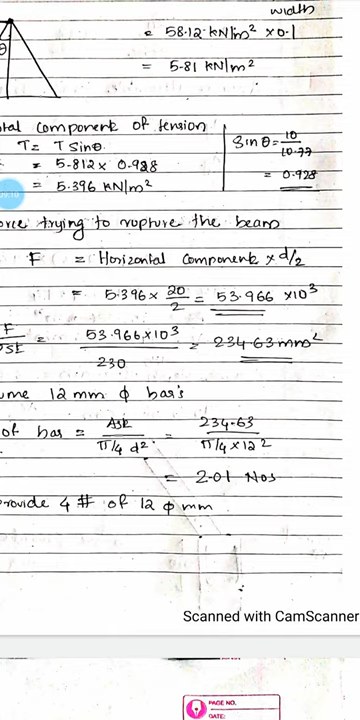 width
θ
= 58.12 kN/m² × 0.1
= 5.81 kN/m²
tal component of tension
T = T Sinθ.
= 5.812 × 0.928
= 5.396 kN/m²
Sinθ = 10/10.77
= 0.928
orce trying to rupture the beam
F = Horizontal component × d/2
= 5.396 × 20/2 = 53.966 × 10³
F/σst = 53.966 × 10³/230 = 234.63 mm²
ume 12 mm ϕ bar's
of bar = Ast/π/4 d² = 234.63/π/4 × 12²
= 2.01 Nos
provide 4 # of 12 ϕ mm
Scanned with CamScanner
PAGE NO.
DATE: